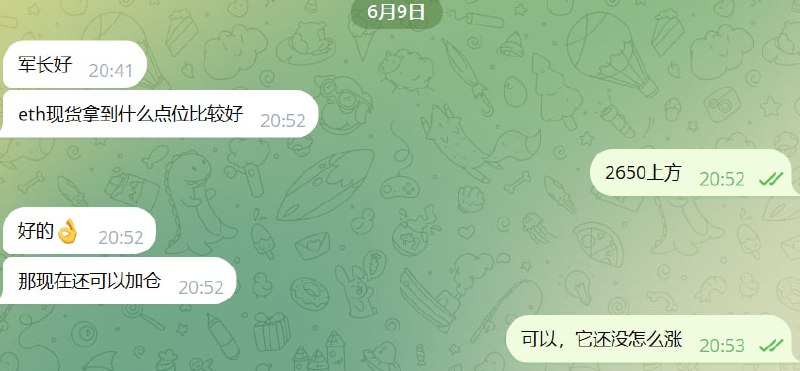 6月9日
军长好 20:41
eth现货拿到什么点位比较好 20:52
2650上方 20:52
好的👌 20:52
那现在还可以加仓 20:52
可以，它还没怎么涨 20:53